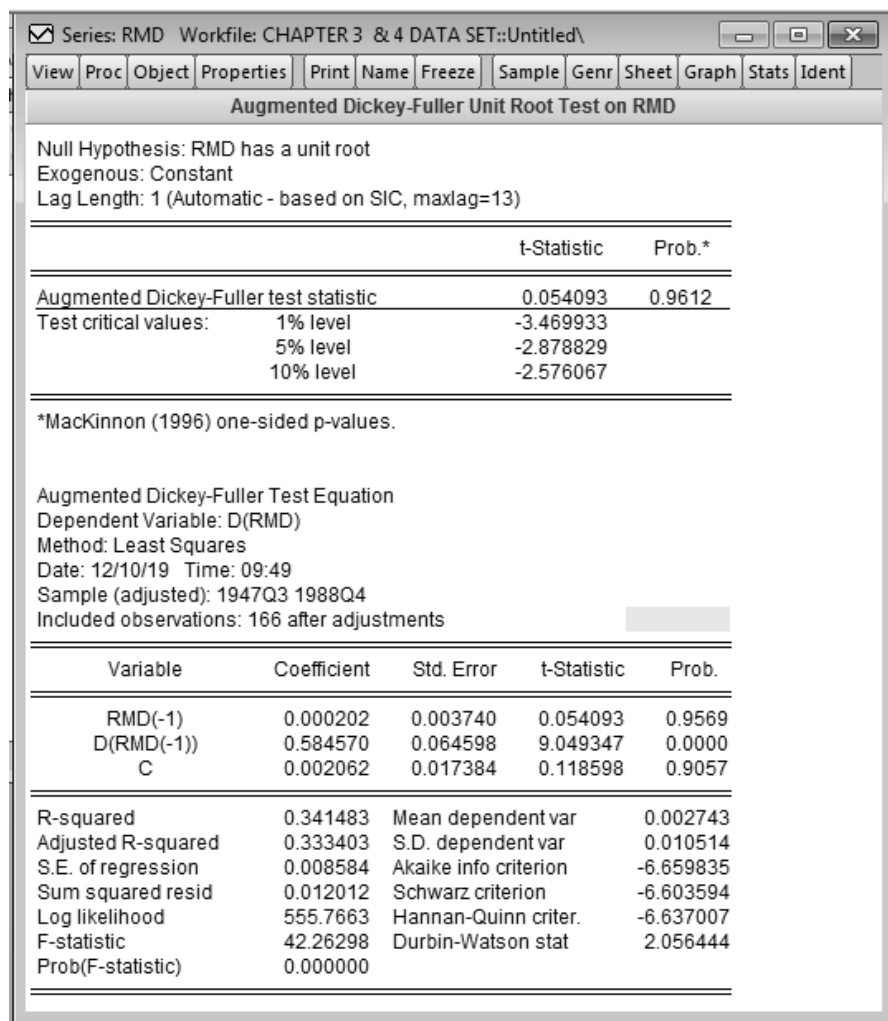 Series: RMD Workfile: CHAPTER 3 & 4 DATA SET::Untitled\
View Proc Object Properties Print Name Freeze Sample Genr Sheet Graph Stats Ident
Augmented Dickey-Fuller Unit Root Test on RMD
Null Hypothesis: RMD has a unit root
Exogenous: Constant
Lag Length: 1 (Automatic - based on SIC, maxlag=13)
t-Statistic Prob.*
Augmented Dickey-Fuller test statistic 0.054093 0.9612
Test critical values: 1% level -3.469933
5% level -2.878829
10% level -2.576067
*MacKinnon (1996) one-sided p-values.
Augmented Dickey-Fuller Test Equation
Dependent Variable: D(RMD)
Method: Least Squares
Date: 12/10/19 Time: 09:49
Sample (adjusted): 1947Q3 1988Q4
Included observations: 166 after adjustments
Variable Coefficient Std. Error t-Statistic Prob.
RMD(-1) 0.000202 0.003740 0.054093 0.9569
D(RMD(-1)) 0.584570 0.064598 9.049347 0.0000
C 0.002062 0.017384 0.118598 0.9057
R-squared 0.341483 Mean dependent var 0.002743
Adjusted R-squared 0.333403 S.D. dependent var 0.010514
S.E. of regression 0.008584 Akaike info criterion -6.659835
Sum squared resid 0.012012 Schwarz criterion -6.603594
Log likelihood 555.7663 Hannan-Quinn criter. -6.637007
F-statistic 42.26298 Durbin-Watson stat 2.056444
Prob(F-statistic) 0.000000